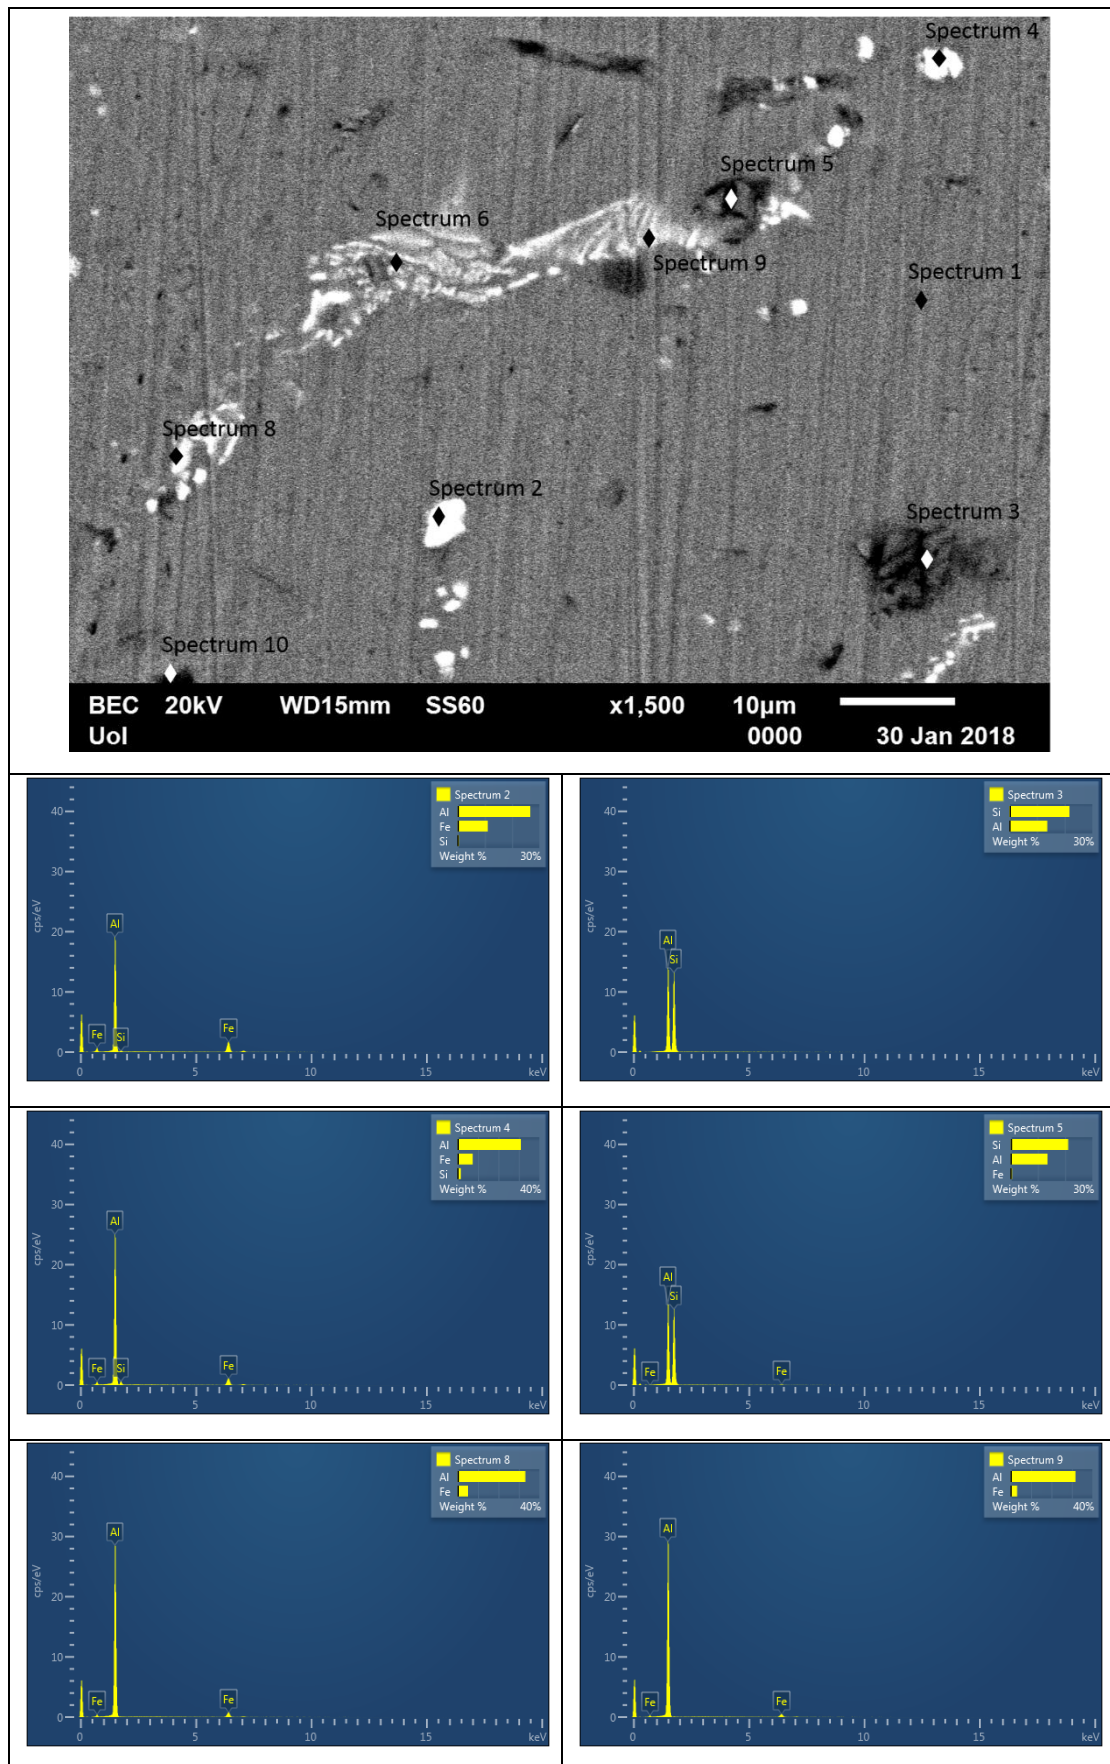 Spectrum 4
Spectrum 5
Spectrum 6
Spectrum 9
Spectrum 1
Spectrum 8
Spectrum 2
Spectrum 3
Spectrum 10
BEC 20kV WD15mm SS60 x1,500 10µm
UoI 0000 30 Jan 2018
Spectrum 2
Al
Fe
Si
Weight % 30%
40
30
20
10
0
cps/eV
Al
Fe
Si
Fe
0 5 10 15 keV
Spectrum 3
Si
Al
Weight % 30%
40
30
20
10
0
cps/eV
Al
Si
0 5 10 15 keV
Spectrum 4
Al
Fe
Si
Weight % 40%
40
30
20
10
0
cps/eV
Al
Fe
Si
Fe
0 5 10 15 keV
Spectrum 5
Si
Al
Fe
Weight % 30%
40
30
20
10
0
cps/eV
Al
Si
Fe
Fe
0 5 10 15 keV
Spectrum 8
Al
Fe
Weight % 40%
40
30
20
10
0
cps/eV
Al
Fe
Fe
0 5 10 15 keV
Spectrum 9
Al
Fe
Weight % 40%
40
30
20
10
0
cps/eV
Al
Fe
Fe
0 5 10 15 keV